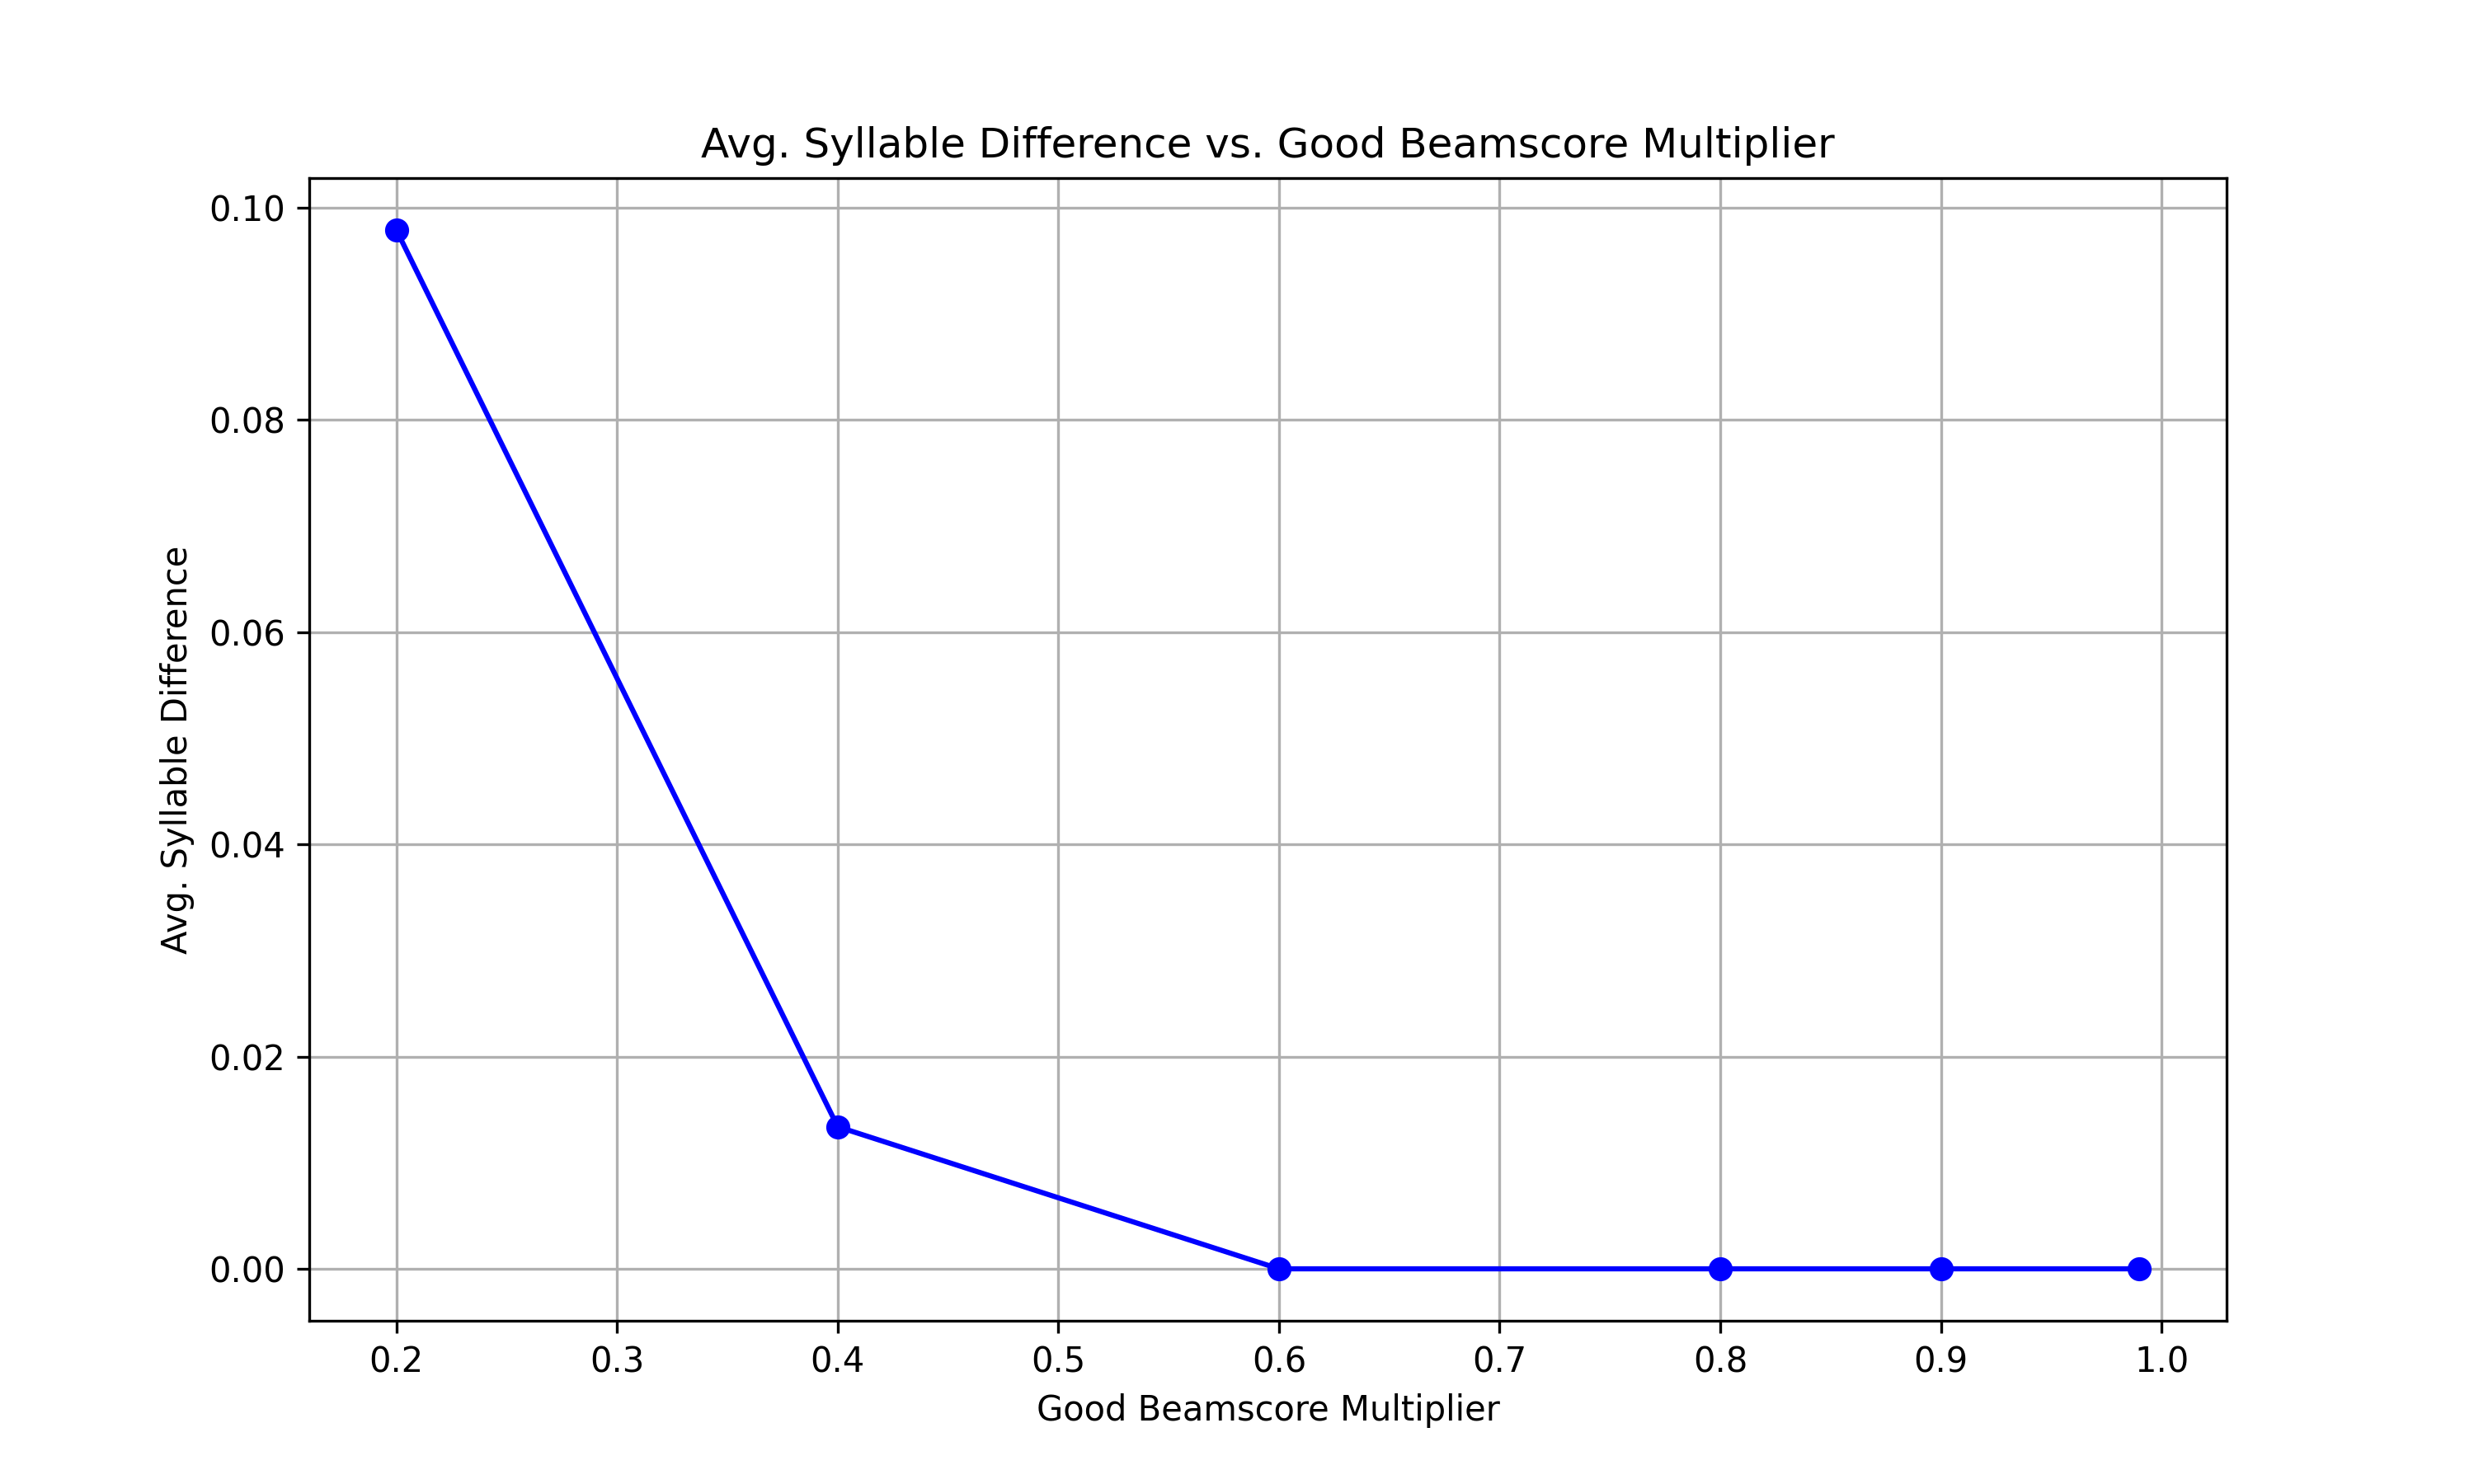 Avg. Syllable Difference vs. Good Beamscore Multiplier
Avg. Syllable Difference
0.10
0.08
0.06
0.04
0.02
0.00
0.2 0.3 0.4 0.5 0.6 0.7 0.8 0.9 1.0
Good Beamscore Multiplier